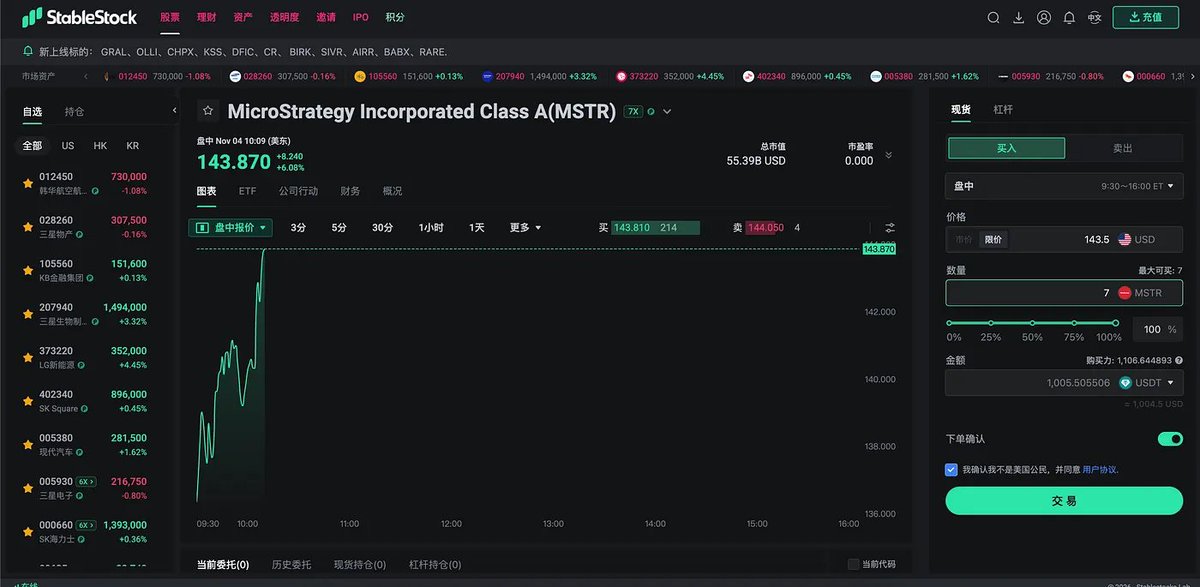 StableStock 股票 理财 资产 透明度 邀请 IPO 积分 中文 充值
新上线标的: GRAL、OLLI、CHPX、KSS、DFIC、CR、BIRK、SIVR、AIRR、BABX、RARE.
市场资产 012450 730,000 -1.08% 028260 307,500 -0.16% 105560 151,600 +0.13% 207940 1,494,000 +3.32% 373220 352,000 +4.45% 402340 896,000 +0.45% 005380 281,500 +1.62% 005930 216,750 -0.80% 000660
自选 持仓
全部 US HK KR
012450 730,000
韩华航空航... -1.08%
028260 307,500
三星物产 -0.16%
105560 151,600
KB金融集团 +0.13%
207940 1,494,000
三星生物制... +3.32%
373220 352,000
LG新能源 +4.45%
402340 896,000
SK Square +0.45%
005380 281,500
现代汽车 +1.62%
005930 6X 216,750
三星电子 -0.80%
000660 6X 1,393,000
SK海力士 +0.36%
MicroStrategy Incorporated Class A(MSTR) 7X
盘中 Nov 04 10:09 (美东)
143.870 +8.240
+6.08%
总市值 市盈率
55.39B USD 0.000
图表 ETF 公司行动 财务 概况
盘中报价 3分 5分 30分 1小时 1天 更多 买 143.810 214 卖 144.050 4
143.870
142.000
140.000
138.000
136.000
09:30 10:00 11:00 12:00 13:00 14:00 15:00 16:00
当前委托(0) 历史委托 现货持仓(0) 杠杆持仓(0) 当前代码
现货 杠杆
买入 卖出
盘中 9:30~16:00 ET
价格
市价 限价 143.5 USD
数量 最大可买: 7
7 MSTR
0% 25% 50% 75% 100% 100 %
金额 购买力: 1,106.644893
1,005.505506 USDT
≈ 1,004.5 USD
下单确认
我确认我不是美国公民，并同意 用户协议.
交易